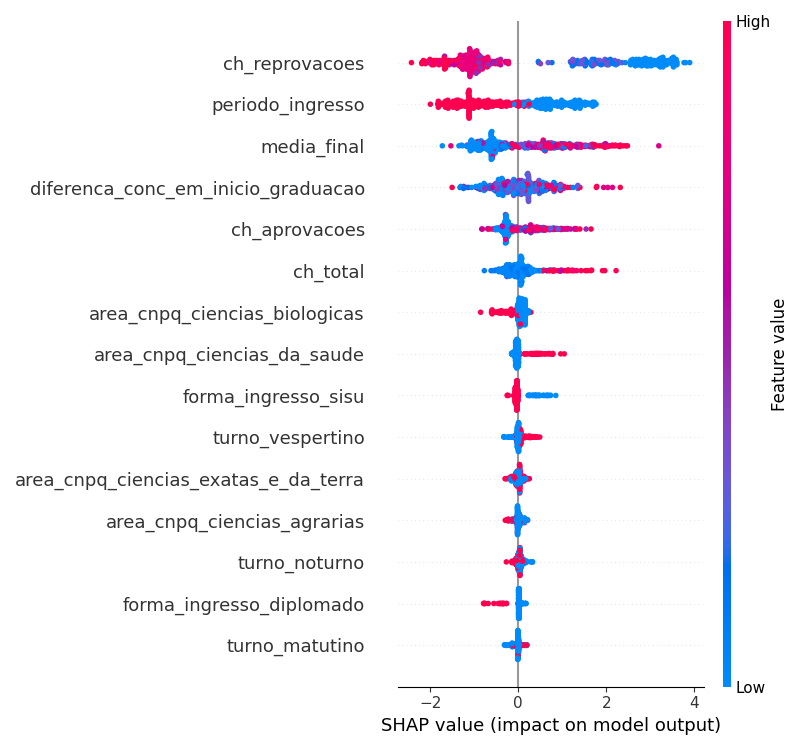 High
ch_reprovacoes
periodo_ingresso
media_final
diferenca_conc_em_inicio_graduacao
ch_aprovacoes
ch_total
area_cnpq_ciencias_biologicas
area_cnpq_ciencias_da_saude
forma_ingresso_sisu
turno_vespertino
area_cnpq_ciencias_exatas_e_da_terra
area_cnpq_ciencias_agrarias
turno_noturno
forma_ingresso_diplomado
turno_matutino
Feature value
Low
−2 0 2 4
SHAP value (impact on model output)